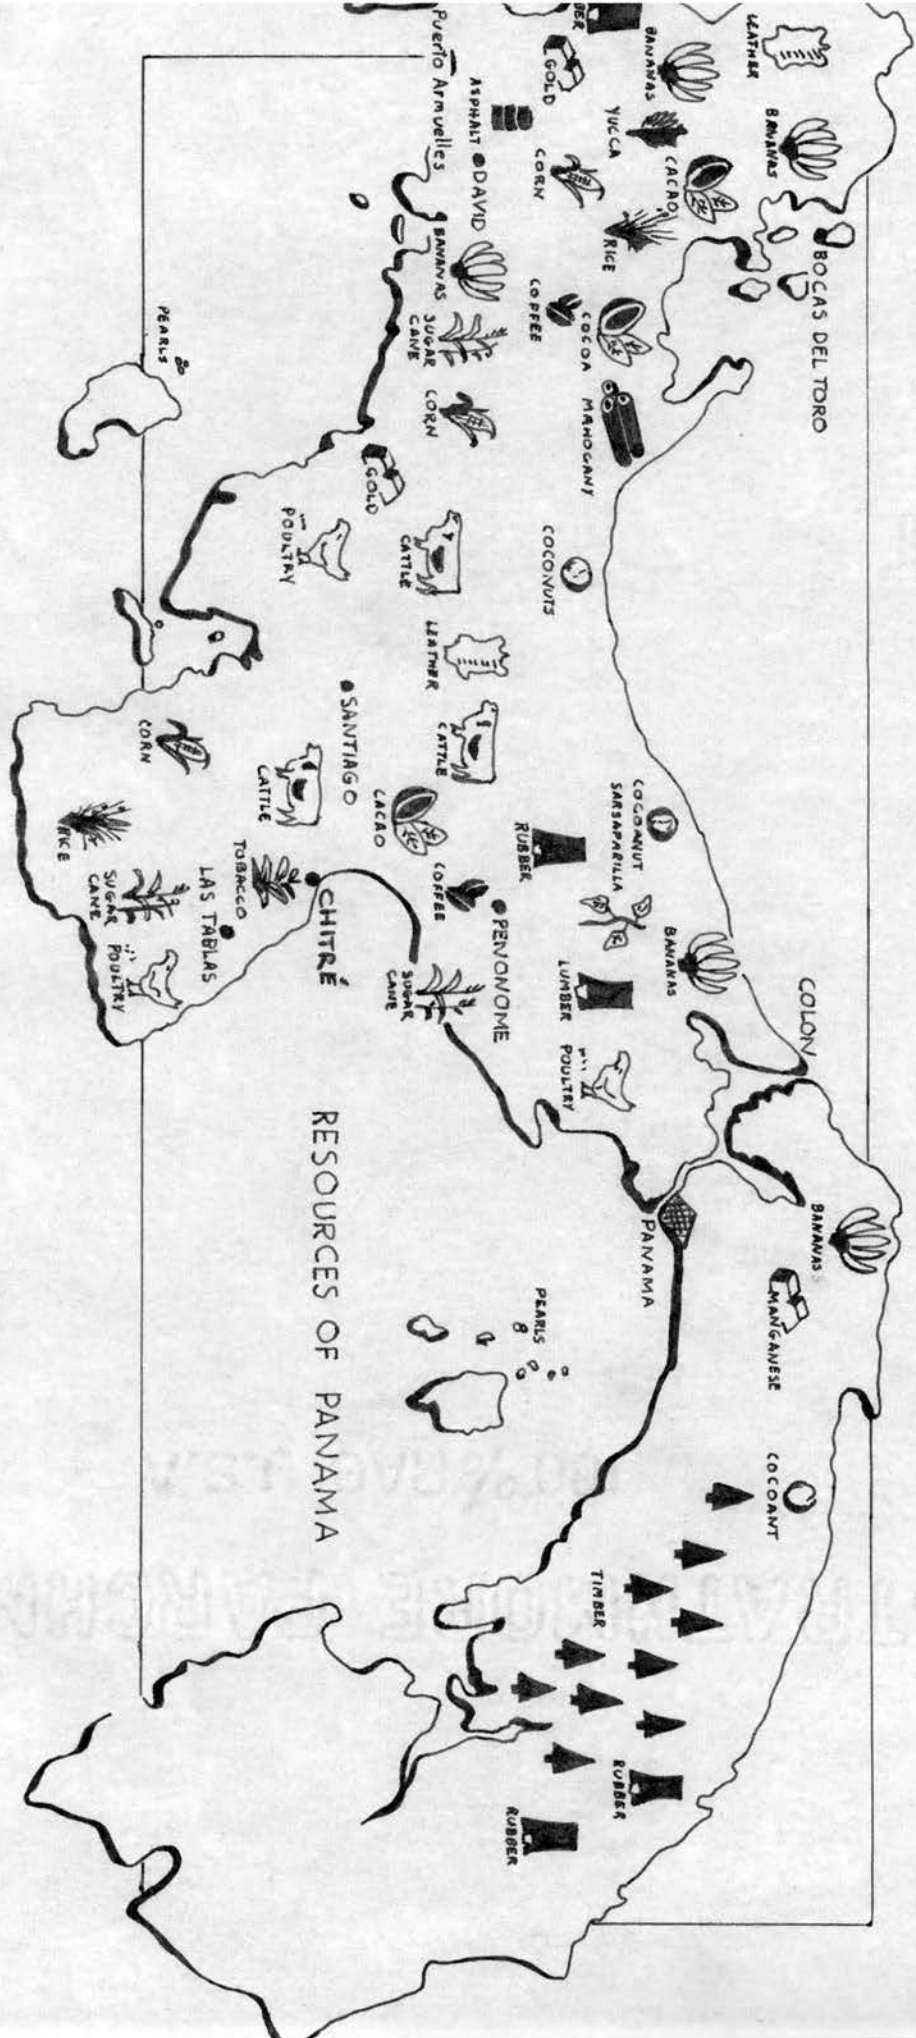 BOCAS DEL TORO
COLON
LEATHER
BANANAS
BANANAS
MANGANESE
COCOANT
BANANAS
CACAO
BANANAS
COCOANUT
SARSAPARILLA
YUCCA
RICE
COCOA
MAHOGANY
PANAMA
TIMBER
RUBBER
BER
GOLD
CORN
COFFEE
COCONUTS
RUBBER
LUMBER
POULTRY
PEARLS
RUBBER
ASPHALT
DAVID
PENONOME
Puerto Armuelles
BANANAS
SUGAR
CANE
CORN
CATTLE
LEATHER
CATTLE
COFFEE
SUGAR
CANE
GOLD
CACAO
SANTIAGO
CHITRÉ
RESOURCES OF PANAMA
POULTRY
CATTLE
TOBACCO
LAS TABLAS
PEARLS
CORN
SUGAR
CANE
POULTRY
RICE